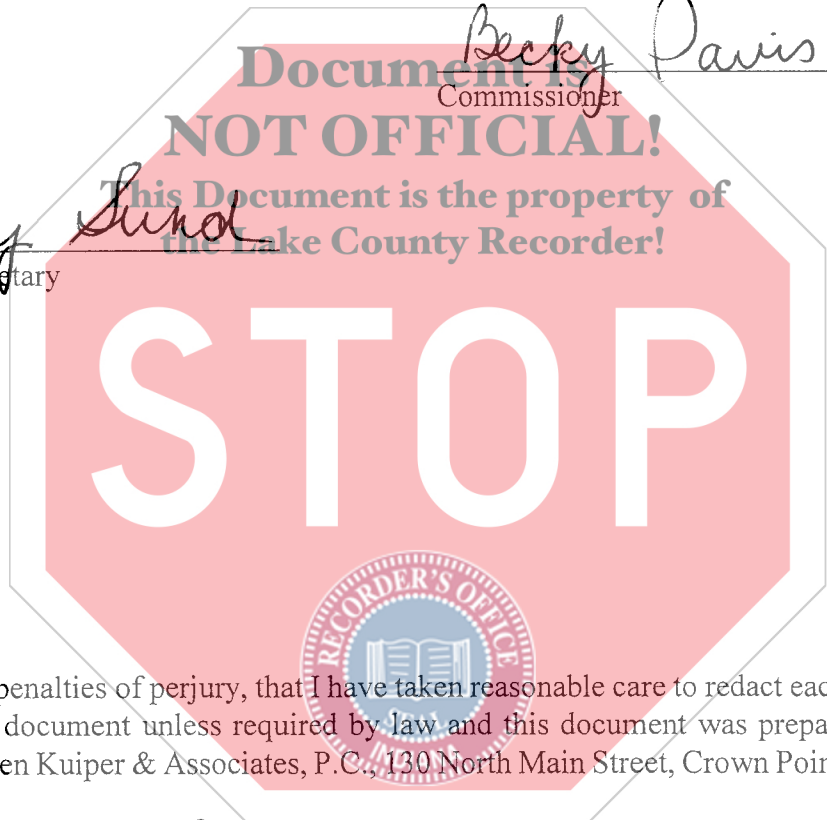 Becky Davis
Document is
Commissioner
NOT OFFICIAL!
This Document is the property of
Sund
the Lake County Recorder!
etary
STOP
RECORDER'S OFFICE
penalties of perjury, that I have taken reasonable care to redact eac
document unless required by law and this document was prepa
en Kuiper & Associates, P.C., 130 North Main Street, Crown Poin